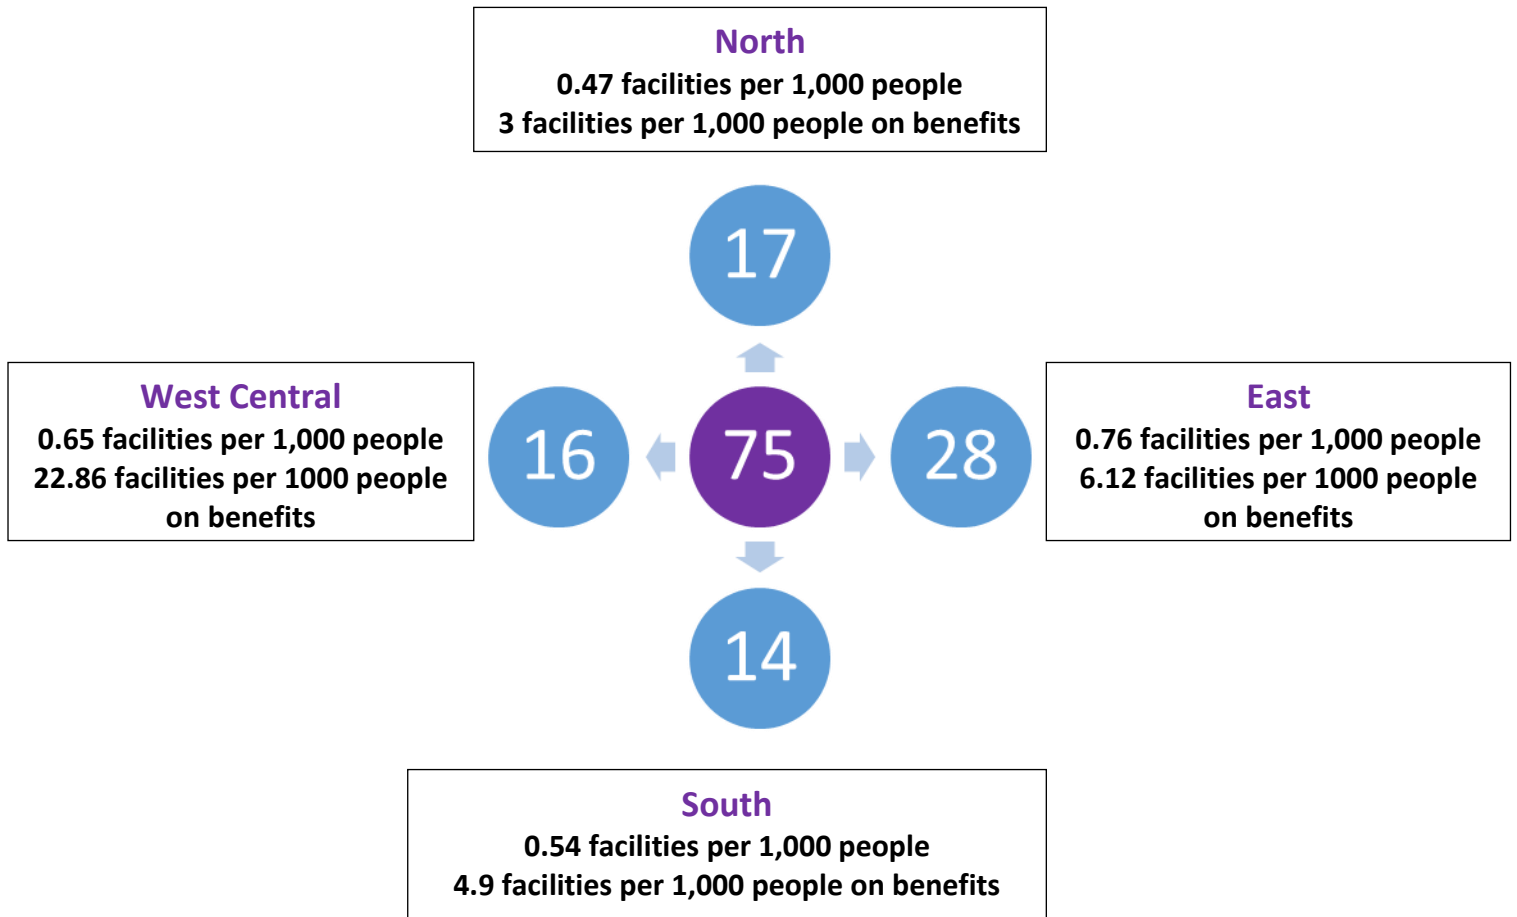 North
0.47 facilities per 1,000 people
3 facilities per 1,000 people on benefits
17
West Central
0.65 facilities per 1,000 people
22.86 facilities per 1000 people
on benefits
16
75
28
East
0.76 facilities per 1,000 people
6.12 facilities per 1000 people
on benefits
14
South
0.54 facilities per 1,000 people
4.9 facilities per 1,000 people on benefits